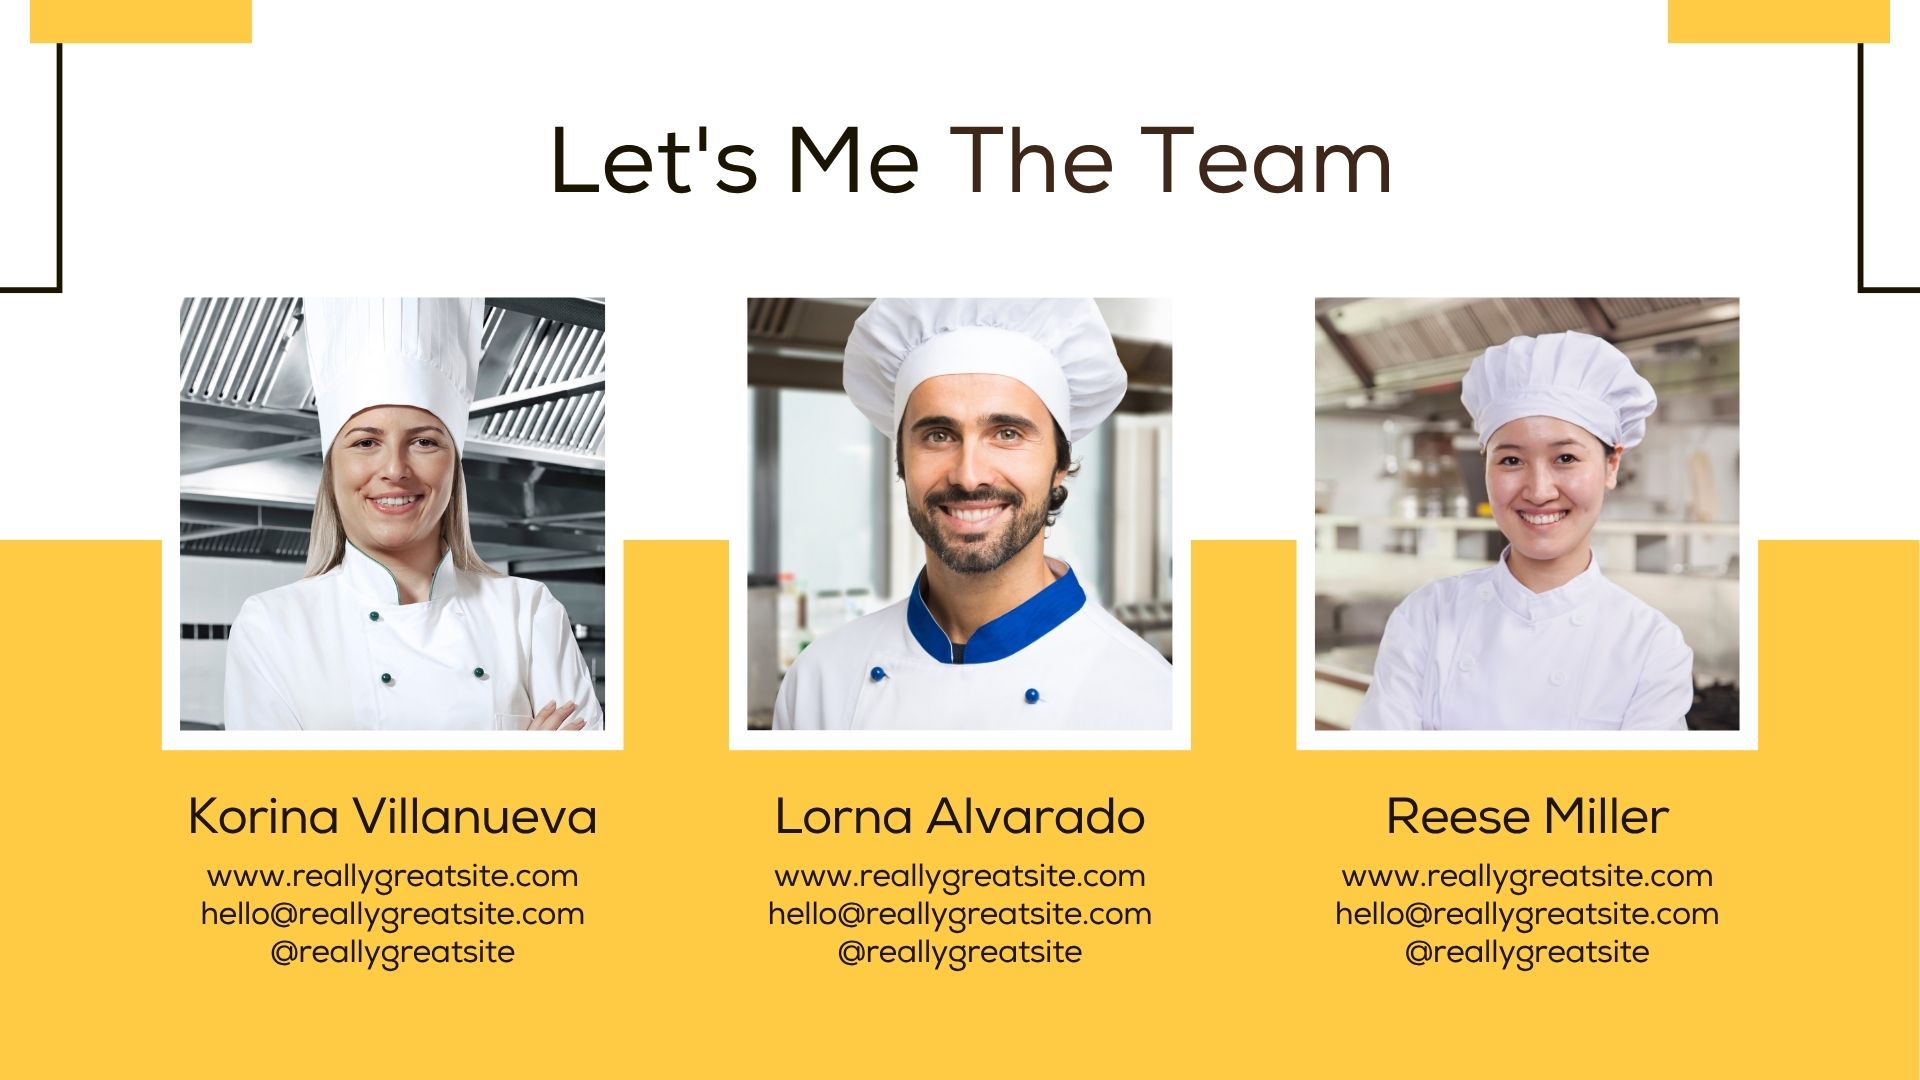 Let's Me The Team
Korina Villanueva
www.reallygreatsite.com
hello@reallygreatsite.com
@reallygreatsite
Lorna Alvarado
www.reallygreatsite.com
hello@reallygreatsite.com
@reallygreatsite
Reese Miller
www.reallygreatsite.com
hello@reallygreatsite.com
@reallygreatsite